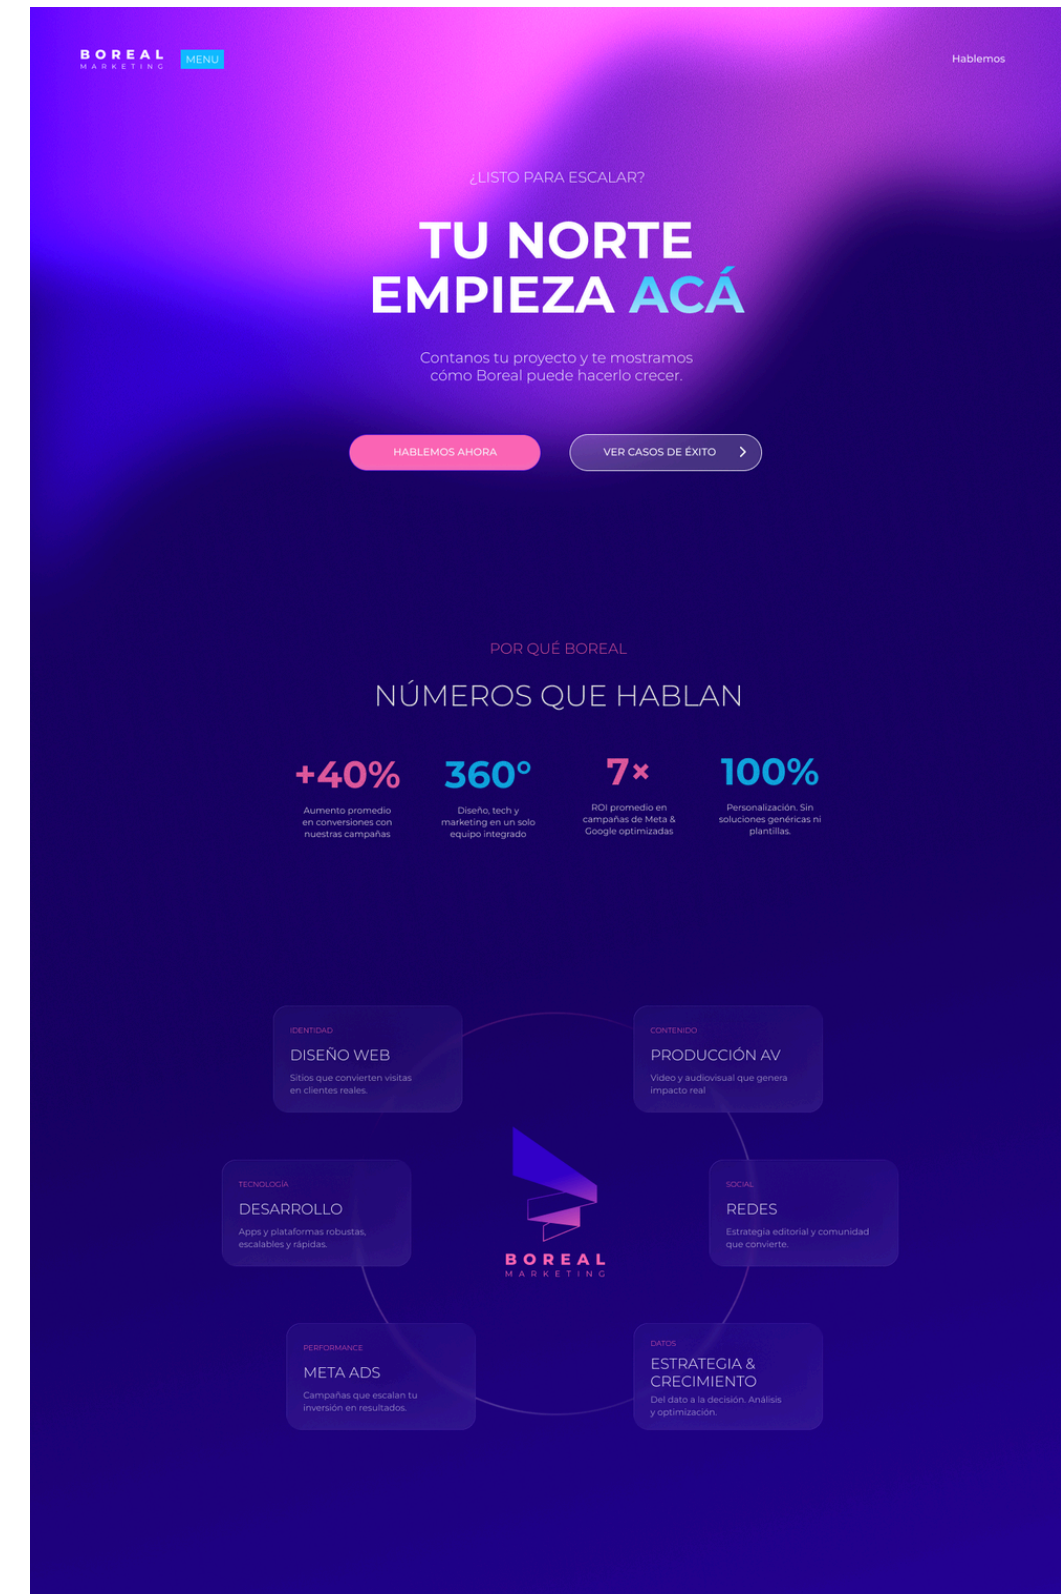 BOREAL
MARKETING
MENU
Hablemos
¿LISTO PARA ESCALAR?
TU NORTE
EMPIEZA ACÁ
Contanos tu proyecto y te mostramos
cómo Boreal puede hacerlo crecer.
HABLEMOS AHORA
VER CASOS DE ÉXITO
POR QUÉ BOREAL
NÚMEROS QUE HABLAN
+40%
Aumento promedio
en conversiones con
nuestras campañas
360°
Diseño, tech y
marketing en un solo
equipo integrado
7×
ROI promedio en
campañas de Meta &
Google optimizadas
100%
Personalización. Sin
soluciones genéricas ni
plantillas.
IDENTIDAD
DISEÑO WEB
Sitios que convierten visitas
en clientes reales.
CONTENIDO
PRODUCCIÓN AV
Video y audiovisual que genera
impacto real
TECNOLOGÍA
DESARROLLO
Apps y plataformas robustas,
escalables y rápidas.
BOREAL
MARKETING
SOCIAL
REDES
Estrategia editorial y comunidad
que convierte.
PERFORMANCE
META ADS
Campañas que escalan tu
inversión en resultados.
DATOS
ESTRATEGIA &
CRECIMIENTO
Del dato a la decisión. Análisis
y optimización.